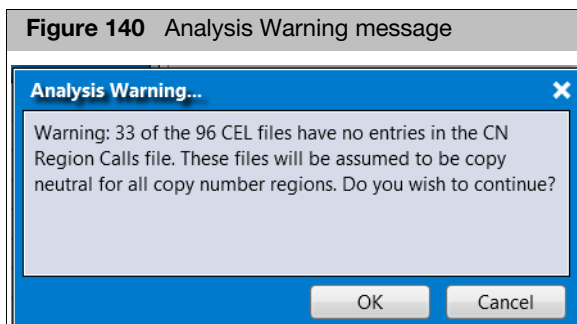 Figure 140 Analysis Warning message
Analysis Warning...
Warning: 33 of the 96 CEL files have no entries in the CN
Region Calls file. These files will be assumed to be copy
neutral for all copy number regions. Do you wish to continue?
OK Cancel